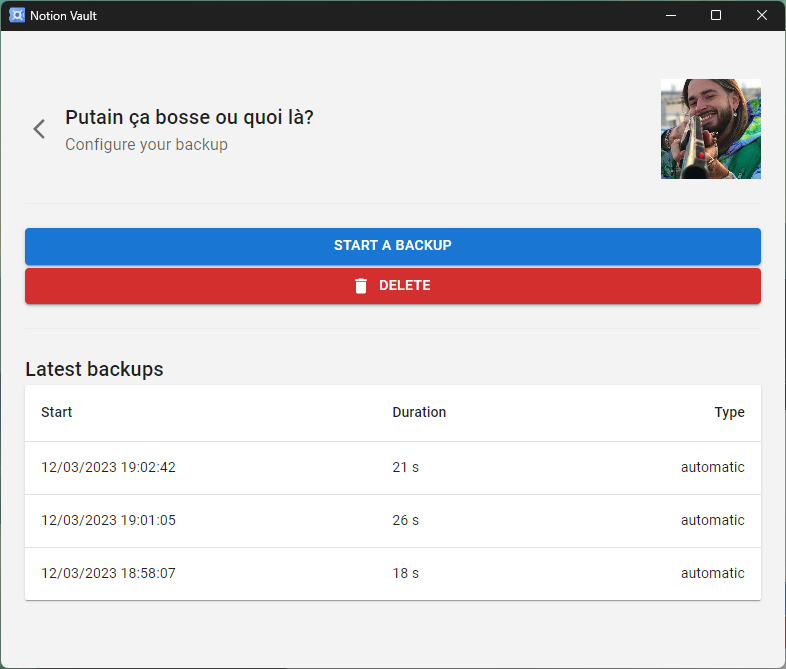 Notion Vault
Putain ça bosse ou quoi là?
Configure your backup
START A BACKUP
DELETE
Latest backups
Start Duration Type
12/03/2023 19:02:42 21 s automatic
12/03/2023 19:01:05 26 s automatic
12/03/2023 18:58:07 18 s automatic